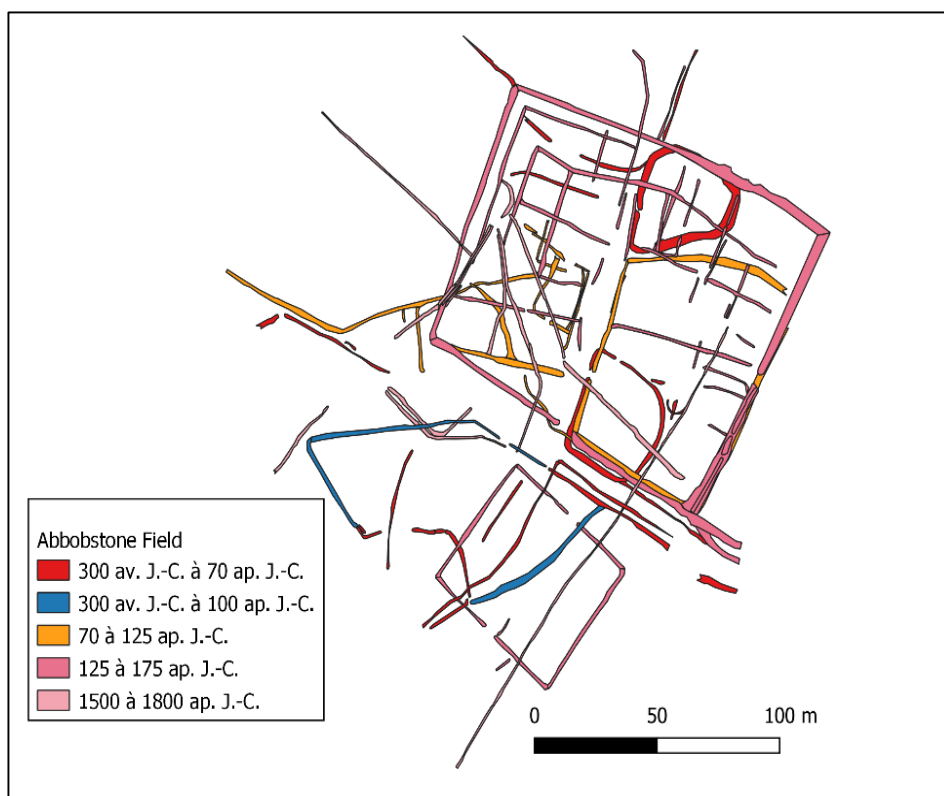 Abbobstone Field
300 av. J.-C. à 70 ap. J.-C.
300 av. J.-C. à 100 ap. J.-C.
70 à 125 ap. J.-C.
125 à 175 ap. J.-C.
1500 à 1800 ap. J.-C.
0 50 100 m